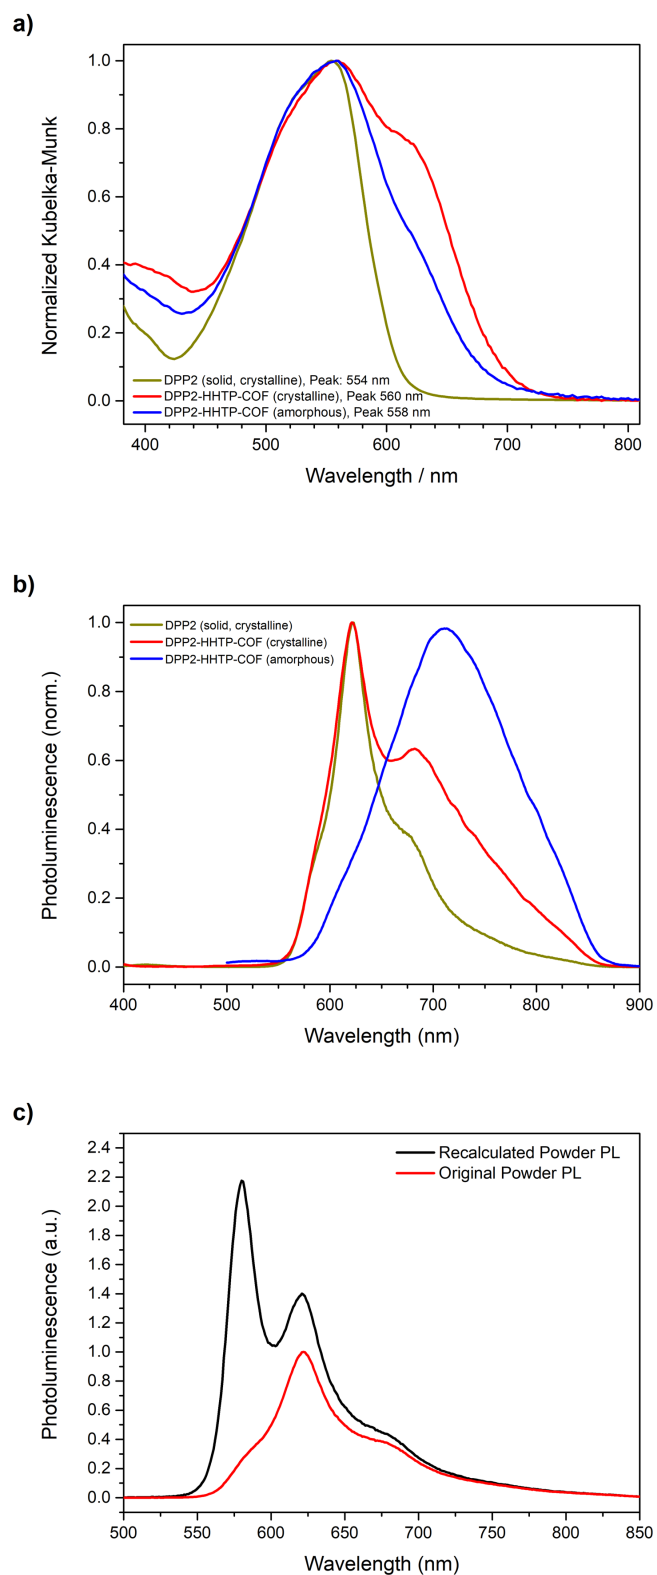 a)
Normalized Kubelka-Munk
1.0
0.8
0.6
0.4
0.2
0.0
DPP2 (solid, crystalline), Peak: 554 nm
DPP2-HHTP-COF (crystalline), Peak 560 nm
DPP2-HHTP-COF (amorphous), Peak 558 nm
400 500 600 700 800
Wavelength / nm
b)
Photoluminescence (norm.)
1.0
0.8
0.6
0.4
0.2
0.0
DPP2 (solid, crystalline)
DPP2-HHTP-COF (crystalline)
DPP2-HHTP-COF (amorphous)
400 500 600 700 800 900
Wavelength (nm)
c)
Photoluminescence (a.u.)
2.4
2.2
2.0
1.8
1.6
1.4
1.2
1.0
0.8
0.6
0.4
0.2
0.0
Recalculated Powder PL
Original Powder PL
500 550 600 650 700 750 800 850
Wavelength (nm)